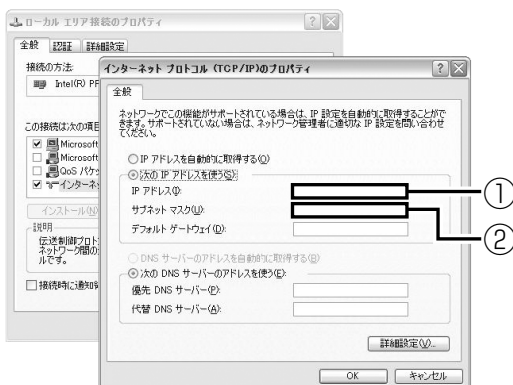 ローカル エリア接続のプロパティ
全般 認証 詳細設定
接続の方法:
Intel(R) PF
この接続は次の項目
Microsoft
Microsoft
QoS パケッ
インターネッ
インストール(N)
説明
伝送制御プロト
ネットワーク間の
ルです。
接続時に通知領
インターネット プロトコル (TCP/IP)のプロパティ
全般
ネットワークでこの機能がサポートされている場合は、IP 設定を自動的に取得することがで
きます。サポートされていない場合は、ネットワーク管理者に適切な IP 設定を問い合わせ
てください。
IP アドレスを自動的に取得する(O)
次の IP アドレスを使う(S):
IP アドレス(I):
①
サブネット マスク(U):
②
デフォルト ゲートウェイ(D):
DNS サーバーのアドレスを自動的に取得する(B)
次の DNS サーバーのアドレスを使う(E):
優先 DNS サーバー(P):
代替 DNS サーバー(A):
詳細設定(V)...
OK キャンセル